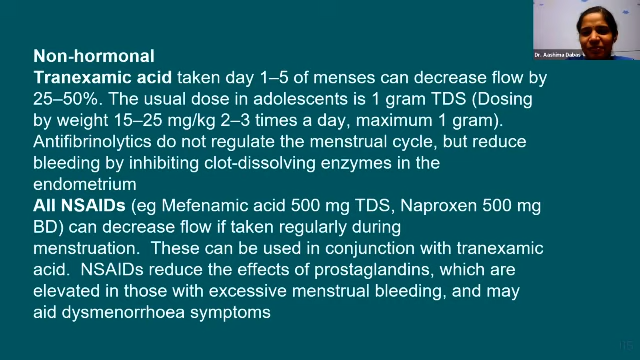 Dr. Aashima Dabas
Non-hormonal
Tranexamic acid taken day 1–5 of menses can decrease flow by
25–50%. The usual dose in adolescents is 1 gram TDS (Dosing
by weight 15–25 mg/kg 2–3 times a day, maximum 1 gram).
Antifibrinolytics do not regulate the menstrual cycle, but reduce
bleeding by inhibiting clot-dissolving enzymes in the
endometrium
All NSAIDs (eg Mefenamic acid 500 mg TDS, Naproxen 500 mg
BD) can decrease flow if taken regularly during
menstruation. These can be used in conjunction with tranexamic
acid. NSAIDs reduce the effects of prostaglandins, which are
elevated in those with excessive menstrual bleeding, and may
aid dysmenorrhoea symptoms